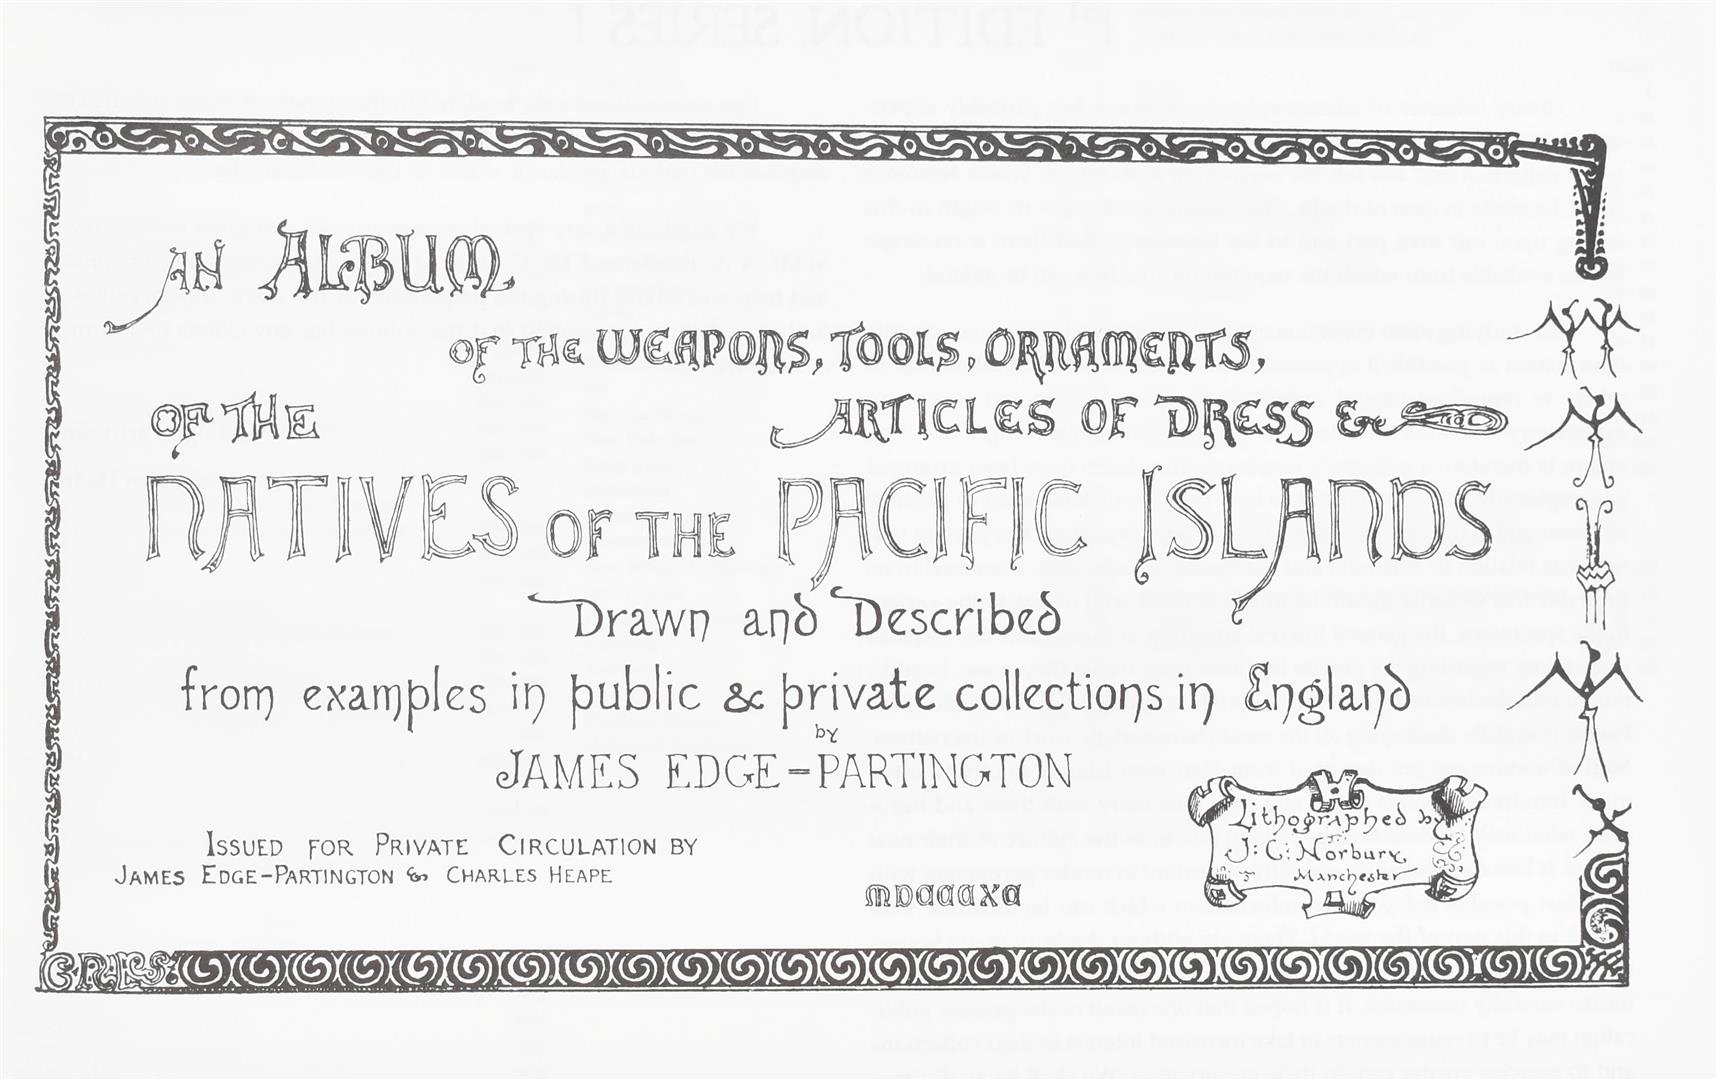 AN ALBUM
OF THE WEAPONS, TOOLS, ORNAMENTS,
ARTICLES OF DRESS &c
OF THE
NATIVES OF THE PACIFIC ISLANDS
Drawn and Described
from examples in public & private collections in England
by
JAMES EDGE-PARTINGTON
ISSUED FOR PRIVATE CIRCULATION BY
JAMES EDGE-PARTINGTON & CHARLES HEAPE
MDCCCXC
Lithographed by
J: C: Norbury
Manchester
EDITION, SERIES I